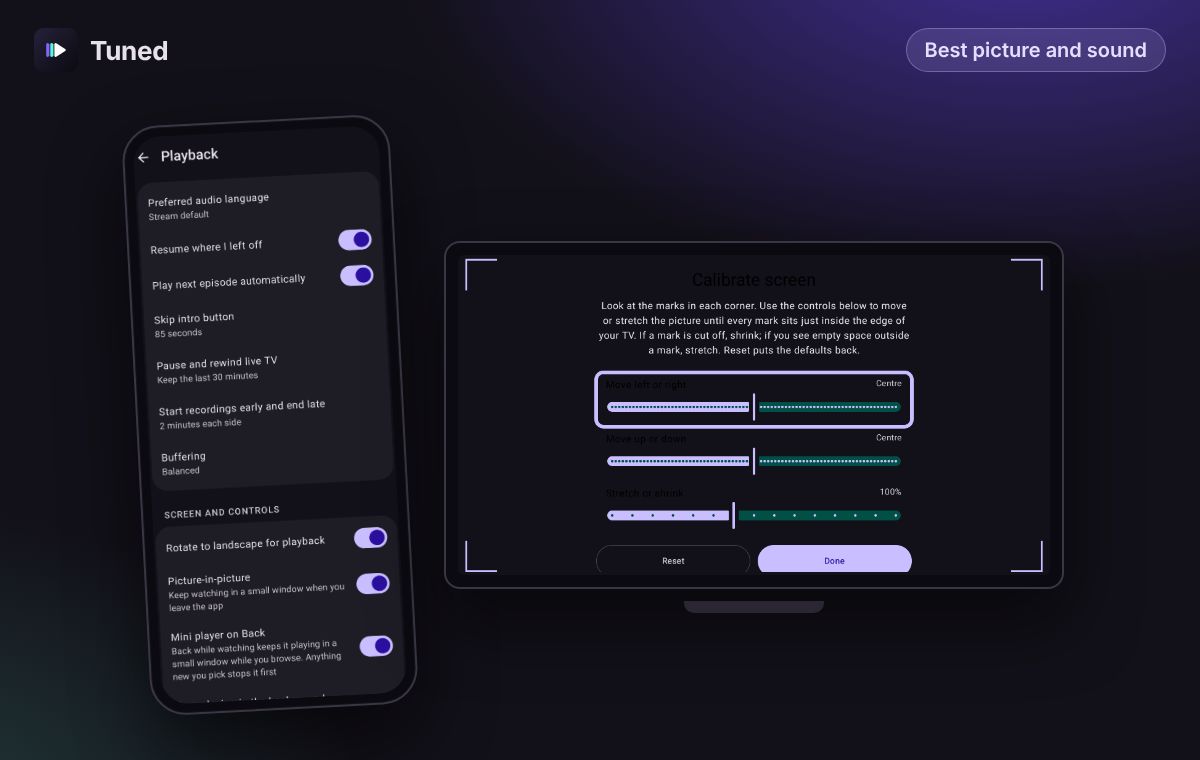 Tuned
Best picture and sound
Playback
Preferred audio language
Stream default
Resume where I left off
Play next episode automatically
Skip intro button
85 seconds
Pause and rewind live TV
Keep the last 30 minutes
Start recordings early and end late
2 minutes each side
Buffering
Balanced
SCREEN AND CONTROLS
Rotate to landscape for playback
Picture-in-picture
Keep watching in a small window when you
leave the app
Mini player on Back
Back while watching keeps it playing in a
small window while you browse. Anything
new you pick stops it first
Calibrate screen
Look at the marks in each corner. Use the controls below to move
or stretch the picture until every mark sits just inside the edge of
your TV. If a mark is cut off, shrink; if you see empty space outside
a mark, stretch. Reset puts the defaults back.
Move left or right
Centre
Move up or down
Centre
Stretch or shrink
100%
Reset
Done